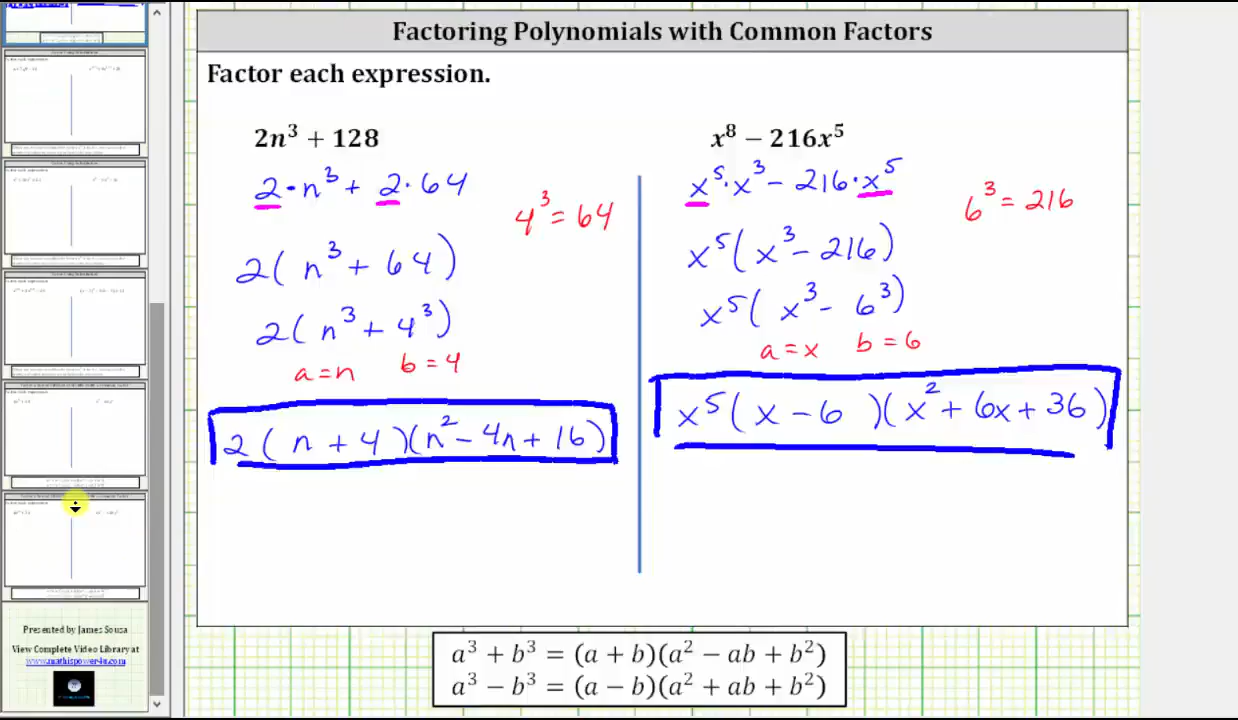 Factoring Polynomials with Common Factors
Factor each expression.
2n³ + 128
2 · n³ + 2 · 64
4³ = 64
2(n³ + 64)
2(n³ + 4³)
a = n b = 4
2(n + 4)(n² - 4n + 16)
x⁸ − 216x⁵
x⁵ · x³ - 216 · x⁵
6³ = 216
x⁵(x³ - 216)
x⁵(x³ - 6³)
a = x b = 6
x⁵(x - 6)(x² + 6x + 36)
a³ + b³ = (a + b)(a² − ab + b²)
a³ − b³ = (a − b)(a² + ab + b²)
Presented by James Sousa
View Complete Video Library at
www.mathispower4u.com